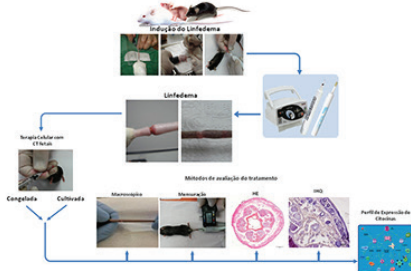 Indução do Linfedema
Linfedema
Terapia Celular com
CT fetais
Congelada
Cultivada
Métodos de avaliação do tratamento
Macroscópico
Mensuração
HE
IHQ
Perfil de Expressão de
Citocinas